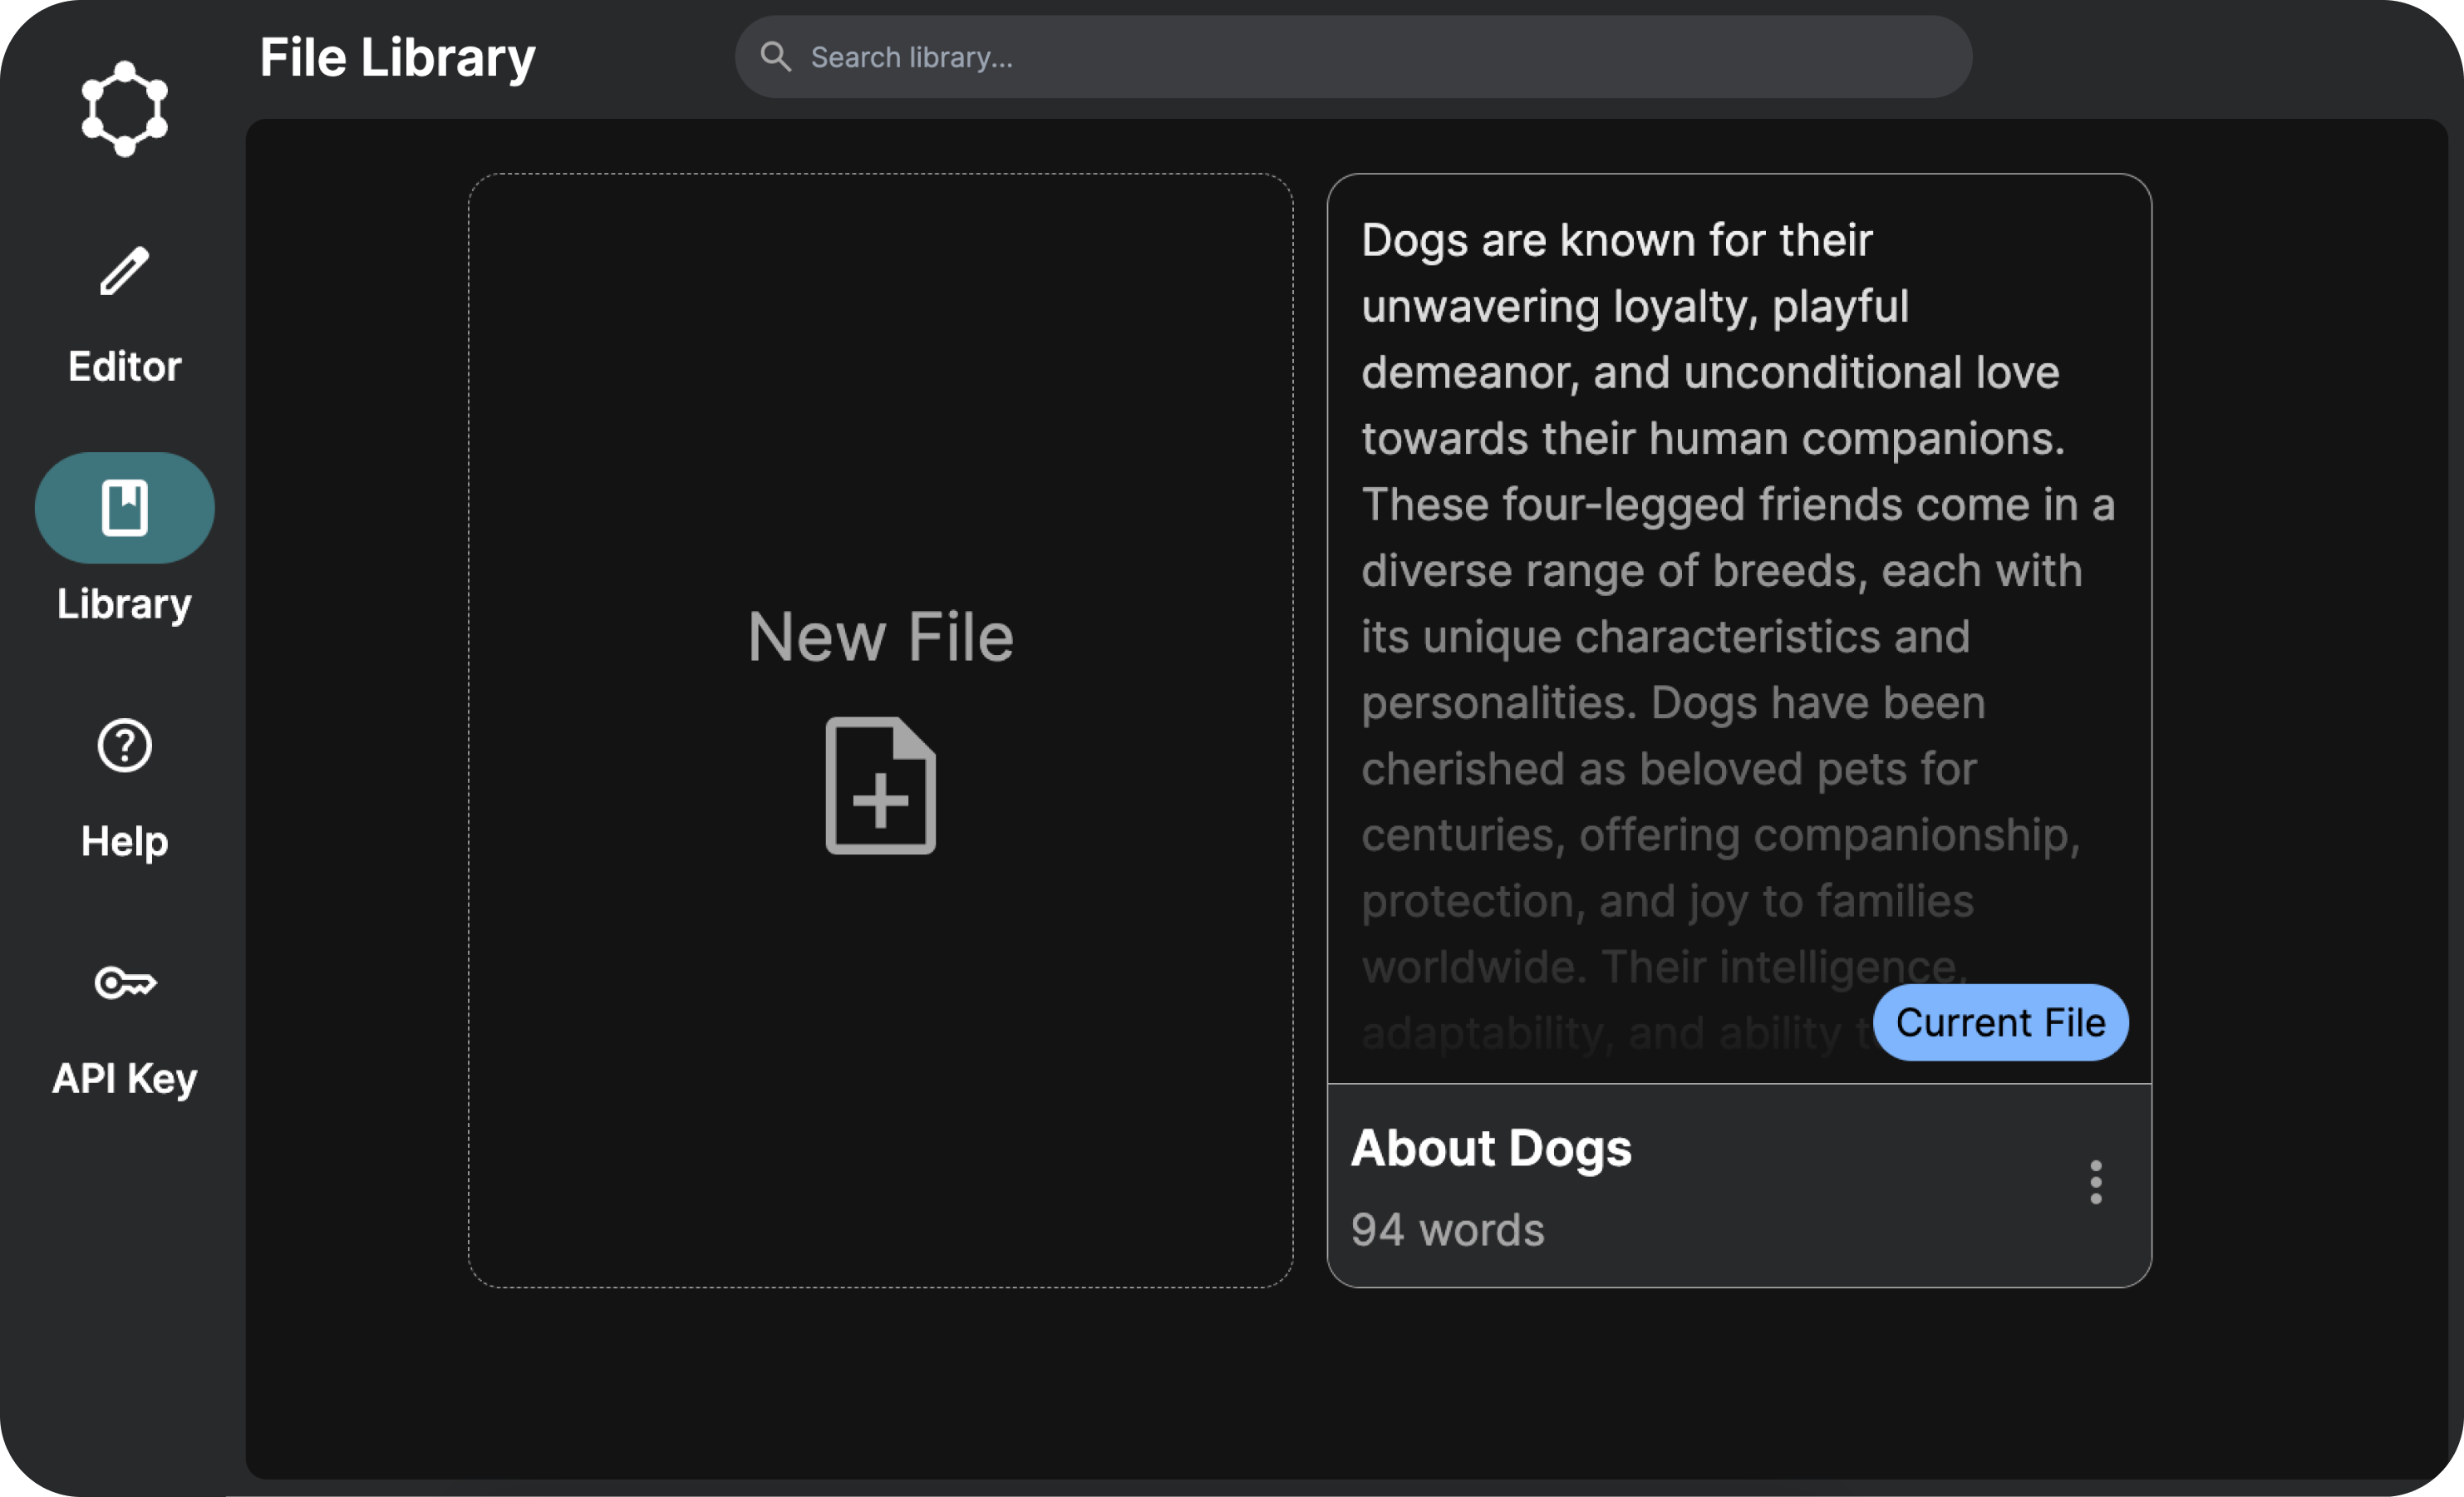 File Library
Search library...
Editor
Library
Help
API Key
New File
Dogs are known for their
unwavering loyalty, playful
demeanor, and unconditional love
towards their human companions.
These four-legged friends come in a
diverse range of breeds, each with
its unique characteristics and
personalities. Dogs have been
cherished as beloved pets for
centuries, offering companionship,
protection, and joy to families
worldwide. Their intelligence,
adaptability, and ability
Current File
About Dogs
94 words